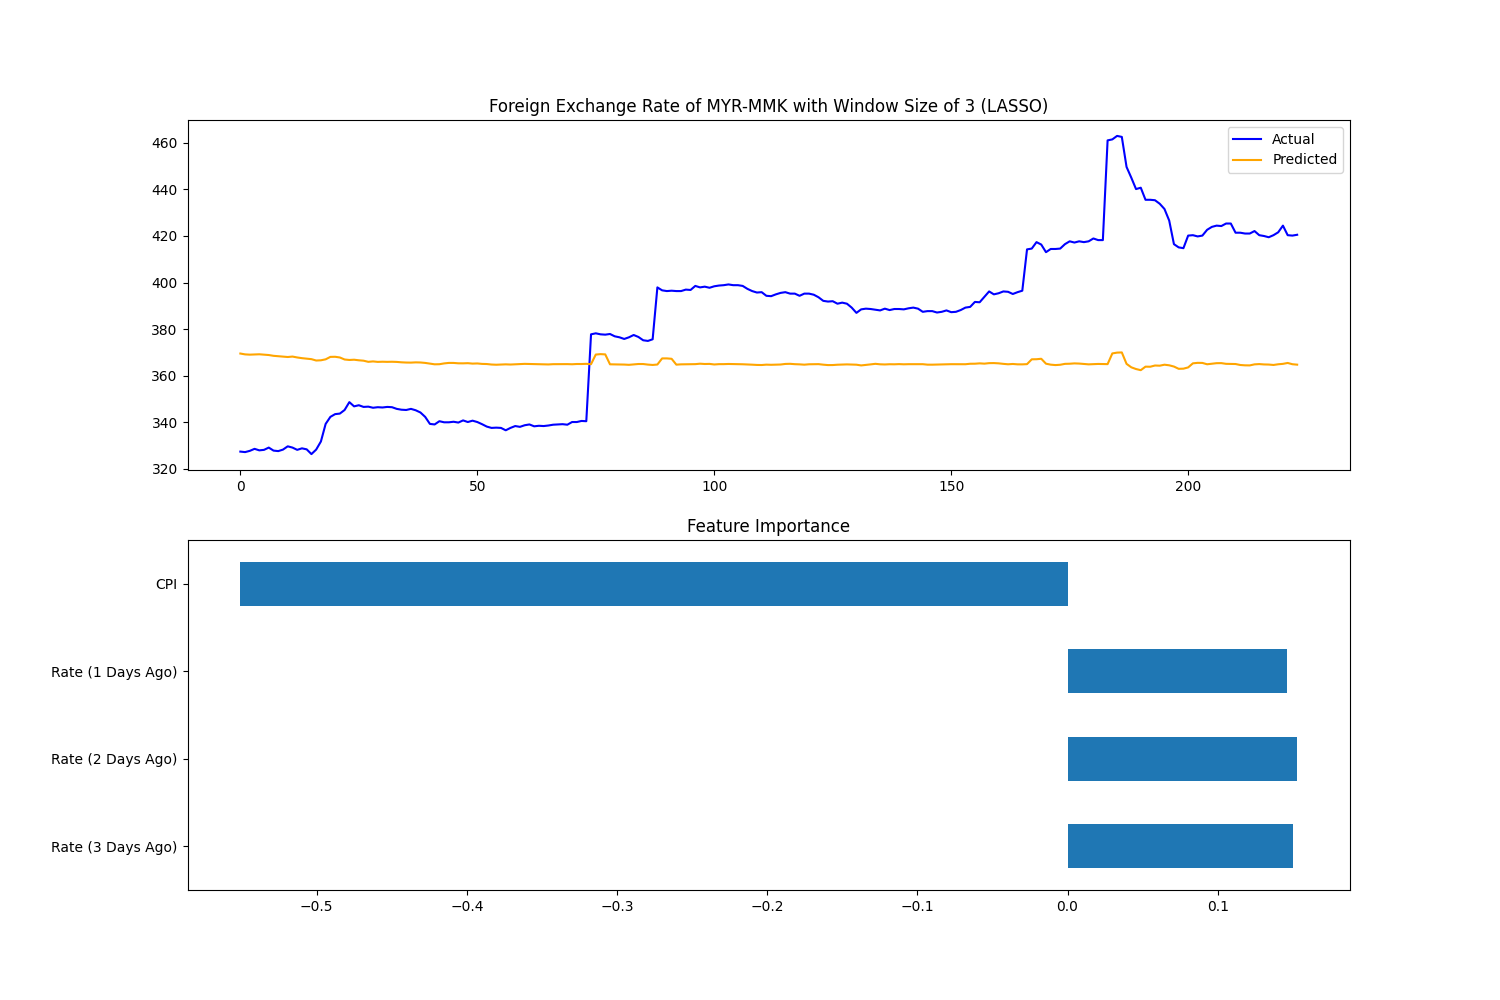 Foreign Exchange Rate of MYR-MMK with Window Size of 3 (LASSO)
Actual
Predicted
460
440
420
400
380
360
340
320
0
50
100
150
200
Feature Importance
CPI
Rate (1 Days Ago)
Rate (2 Days Ago)
Rate (3 Days Ago)
−0.5
−0.4
−0.3
−0.2
−0.1
0.0
0.1